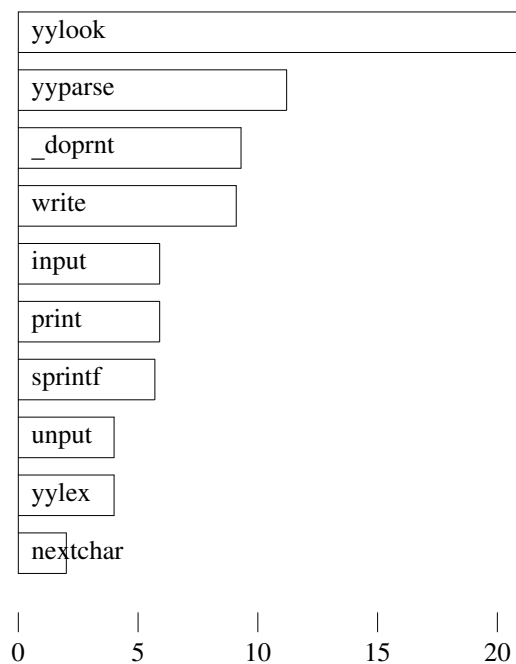 yylook
yyparse
_doprnt
write
input
print
sprintf
unput
yylex
nextchar
0 5 10 15 20